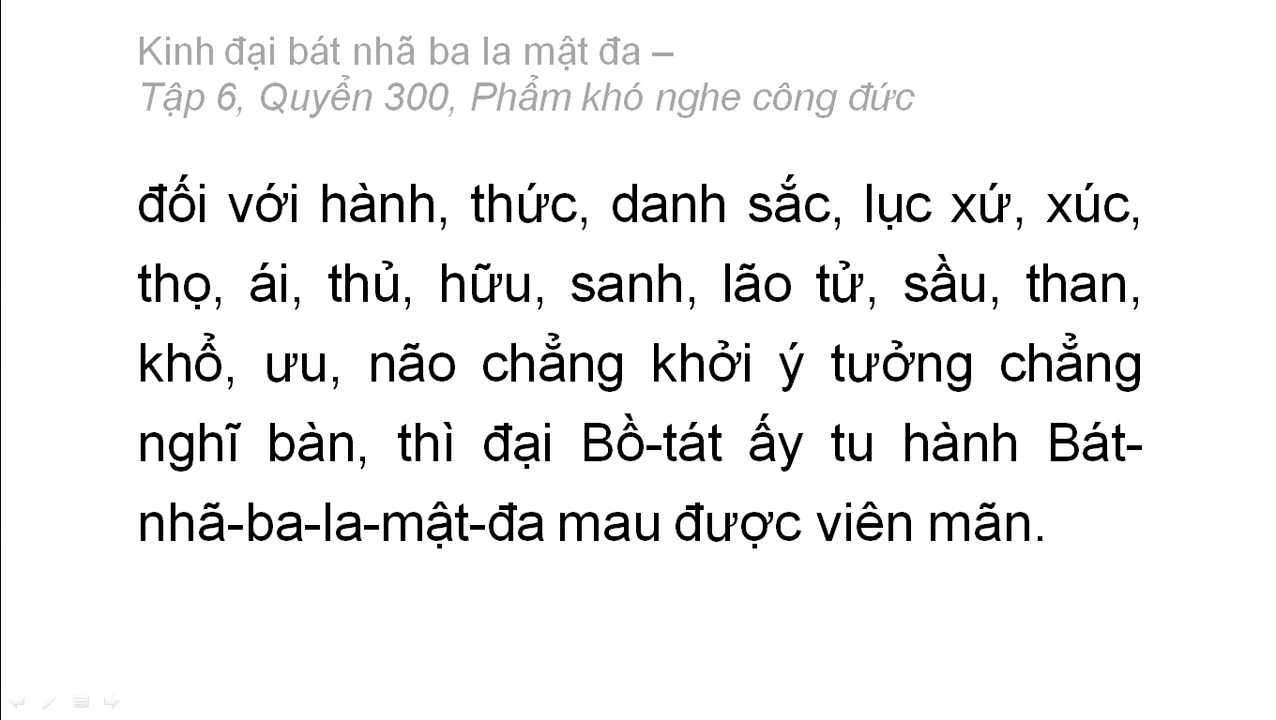 Kinh đại bát nhã ba la mật đa –
Tập 6, Quyển 300, Phẩm khó nghe công đức
đối với hành, thức, danh sắc, lục xứ, xúc,
thọ, ái, thủ, hữu, sanh, lão tử, sầu, than,
khổ, ưu, não chẳng khởi ý tưởng chẳng
nghĩ bàn, thì đại Bồ-tát ấy tu hành Bát-
nhã-ba-la-mật-đa mau được viên mãn.